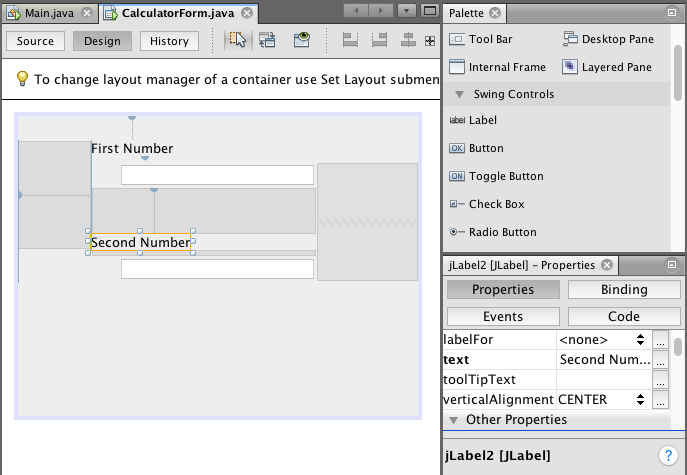 Main.java
CalculatorForm.java
Source Design History
To change layout manager of a container use Set Layout submen
First Number
Second Number
Palette
Tool Bar Desktop Pane
Internal Frame Layered Pane
Swing Controls
label Label
OK Button
ON Toggle Button
Check Box
Radio Button
jLabel2 [JLabel] – Properties
Properties Binding
Events Code
labelFor <none> ...
text Second Num... ...
toolTipText ...
verticalAlignment CENTER ...
Other Properties
jLabel2 [JLabel] ?